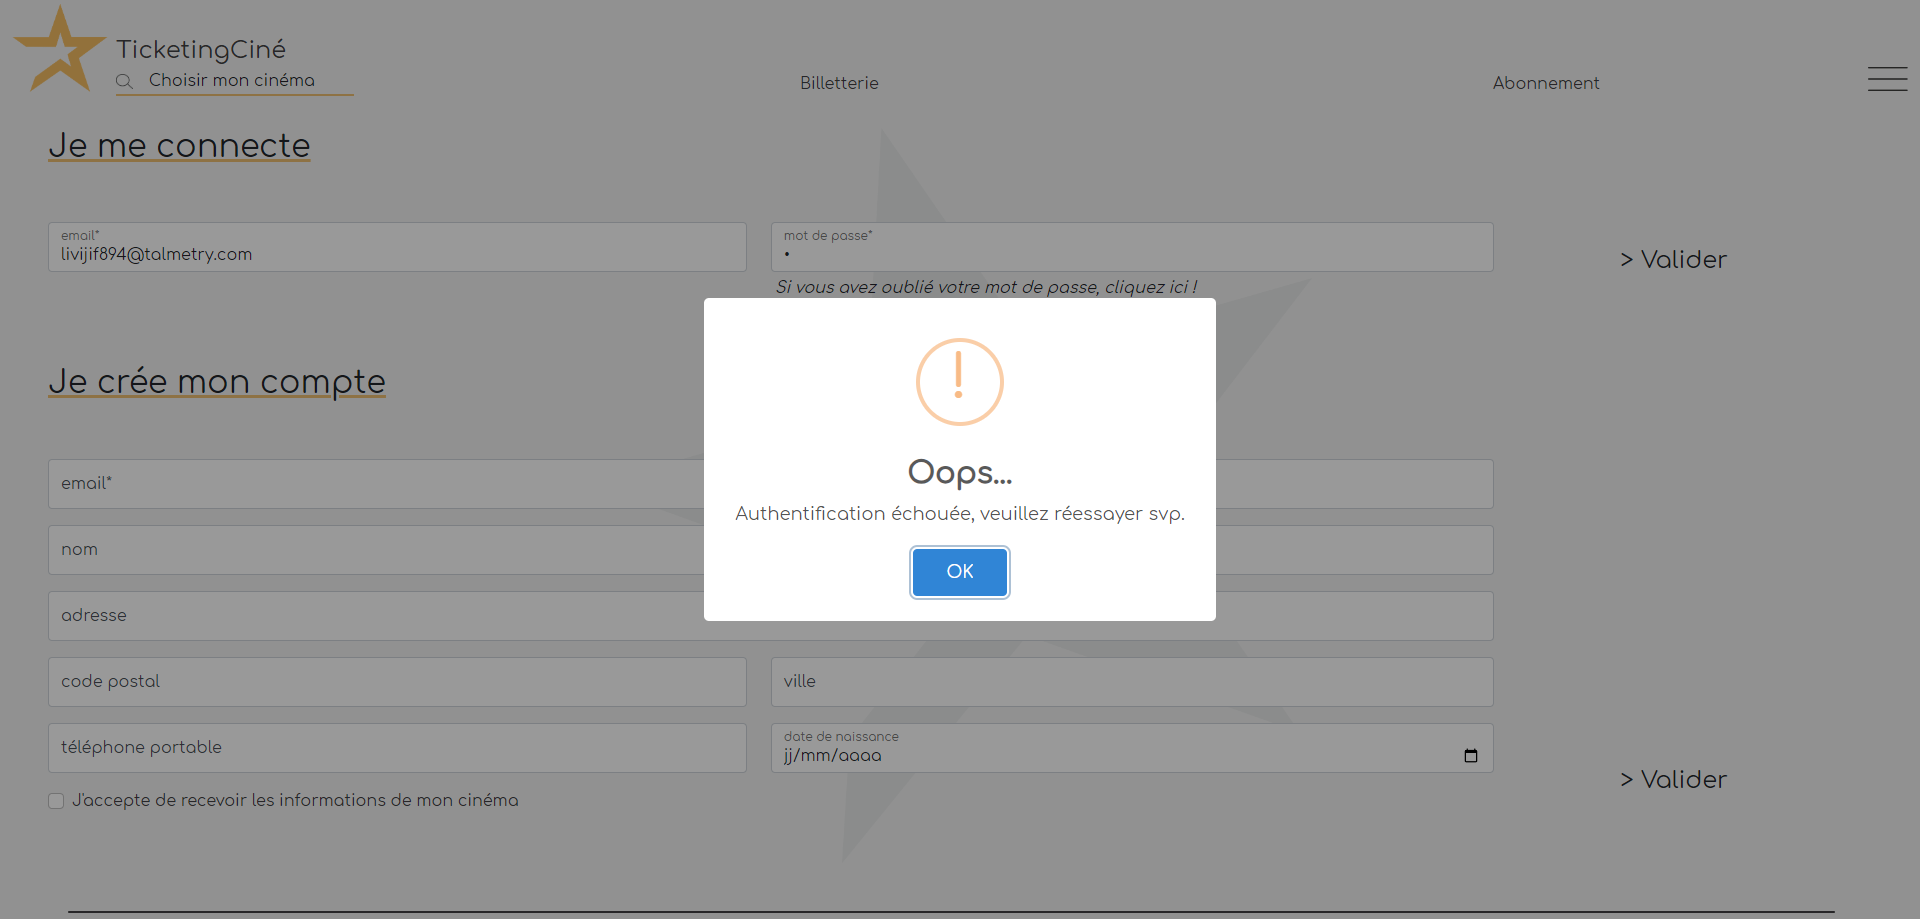 TicketingCiné
Choisir mon cinéma
Billetterie
Abonnement
Je me connecte
email*
livijif894@talmetry.com
mot de passe*
•
> Valider
Si vous avez oublié votre mot de passe, cliquez ici !
Je crée mon compte
Oops...
Authentification échouée, veuillez réessayer svp.
OK
email*
nom
adresse
code postal
ville
téléphone portable
date de naissance
jj/mm/aaaa
> Valider
J'accepte de recevoir les informations de mon cinéma